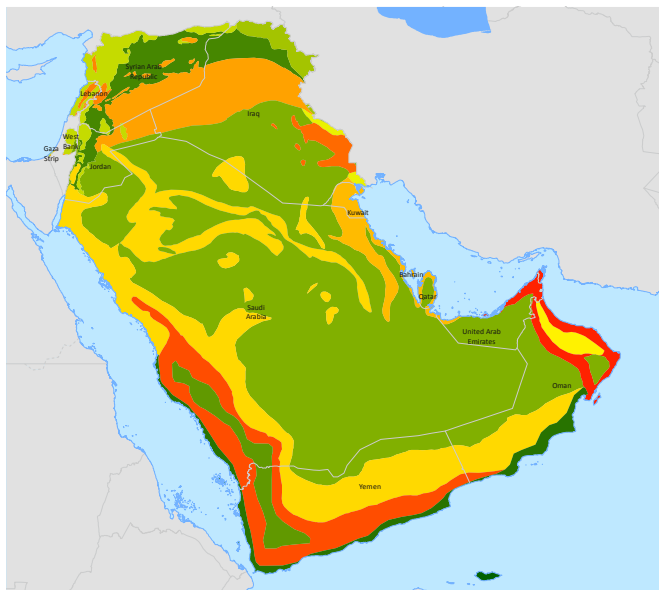 Syrian Arab
Republic
Lebanon
Iraq
West
Bank
Gaza
Strip
Jordan
Kuwait
Bahrain
Qatar
Saudi
Arabia
United Arab
Emirates
Oman
Yemen